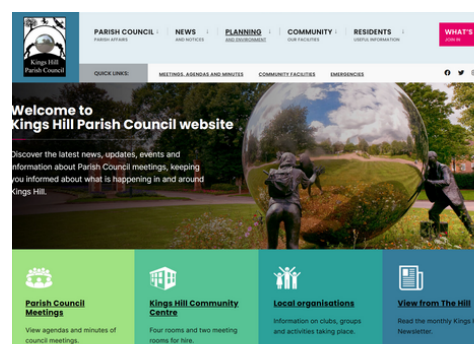 PARISH COUNCIL
PARISH AFFAIRS
NEWS
AND NOTICES
PLANNING
AND ENVIRONMENT
COMMUNITY
OUR FACILITIES
RESIDENTS
USEFUL INFORMATION
WHAT'S
JOIN IN
Kings Hill
Parish Council
QUICK LINKS:
MEETINGS, AGENDAS AND MINUTES
COMMUNITY FACILITIES
EMERGENCIES
Welcome to
Kings Hill Parish Council website
Discover the latest news, updates, events and
information about Parish Council meetings, keeping
you informed about what is happening in and around
Kings Hill.
Parish Council
Meetings
View agendas and minutes of
council meetings.
Kings Hill Community
Centre
Four rooms and two meeting
rooms for hire.
Local organisations
Information on clubs, groups
and activities taking place.
View from The Hill
Read the monthly Kings
Newsletter.